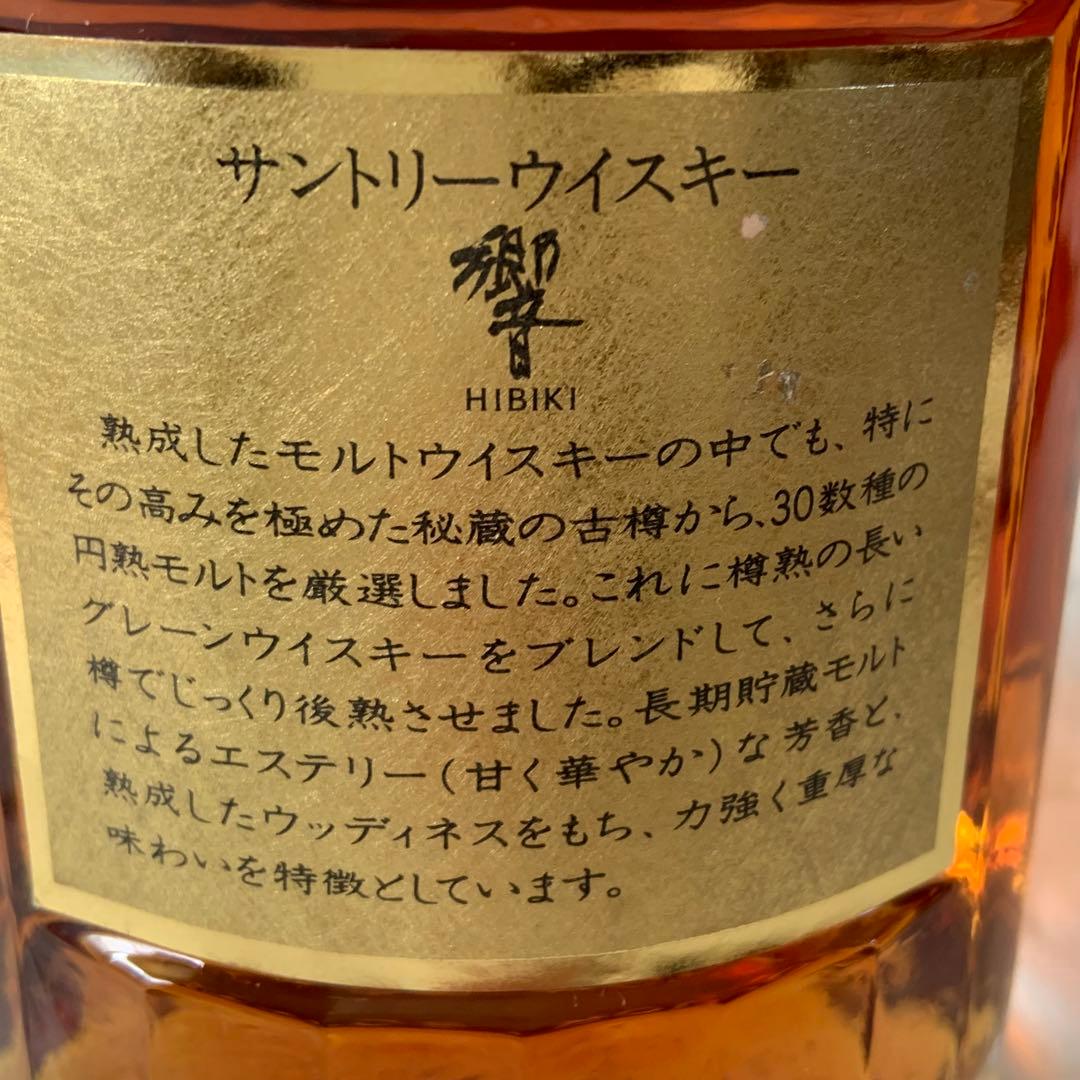 サントリーウイスキー
響
HIBIKI
熟成したモルトウイスキーの中でも、特に
その高みを極めた秘蔵の古樽から、30数種の
円熟モルトを厳選しました。これに樽熟の長い
グレーンウイスキーをブレンドして、さらに
樽でじっくり後熟させました。長期貯蔵モルト
によるエステリー(甘く華やか)な芳香と、
熟成したウッディネスをもち、力強く重厚な
味わいを特徴としています。